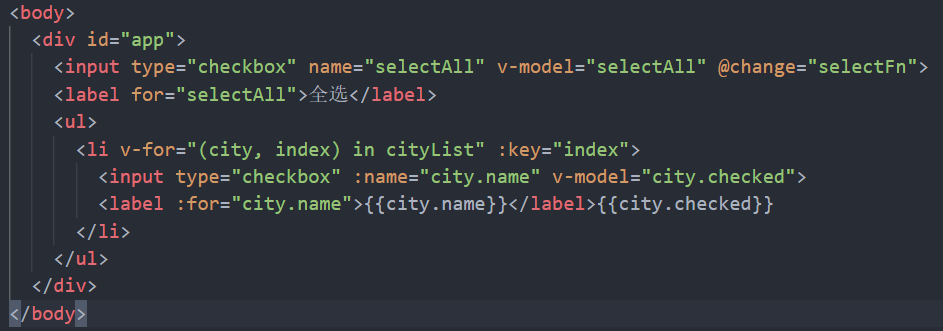 <body>
  <div id="app">
    <input type="checkbox" name="selectAll" v-model="selectAll" @change="selectFn">
    <label for="selectAll">全选</label>
    <ul>
      <li v-for="(city, index) in cityList" :key="index">
        <input type="checkbox" :name="city.name" v-model="city.checked">
        <label :for="city.name">{{city.name}}</label>{{city.checked}}
      </li>
    </ul>
  </div>
</body>